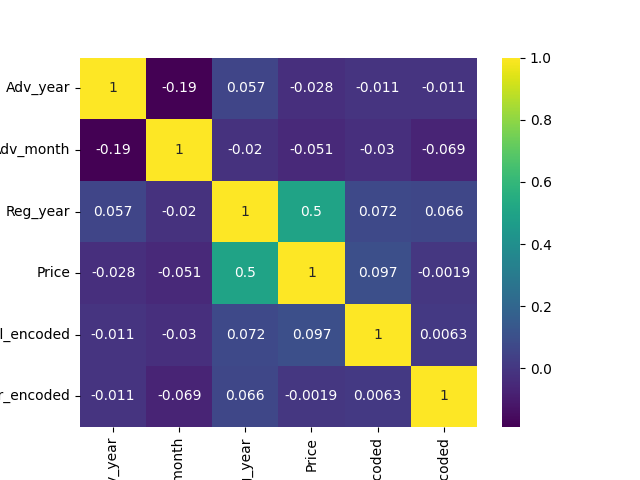 Adv_year 1 -0.19 0.057 -0.028 -0.011 -0.011
dv_month -0.19 1 -0.02 -0.051 -0.03 -0.069
Reg_year 0.057 -0.02 1 0.5 0.072 0.066
Price -0.028 -0.051 0.5 1 0.097 -0.0019
l_encoded -0.011 -0.03 0.072 0.097 1 0.0063
r_encoded -0.011 -0.069 0.066 -0.0019 0.0063 1
_year
month
_year
Price
coded
coded
1.0
0.8
0.6
0.4
0.2
0.0